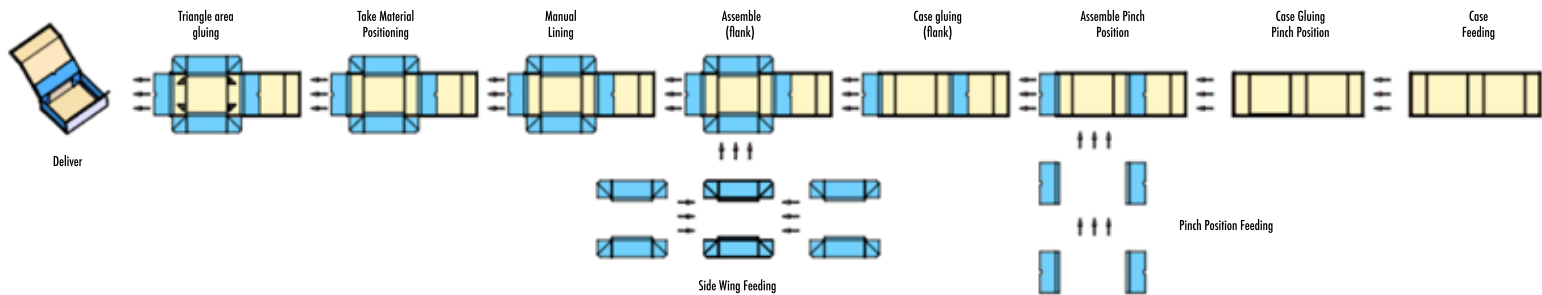 Triangle area
gluing
Take Material
Positioning
Manual
Lining
Assemble
(flank)
Case gluing
(flank)
Assemble Pinch
Position
Case Gluing
Pinch Position
Case
Feeding
Deliver
Pinch Position Feeding
Side Wing Feeding